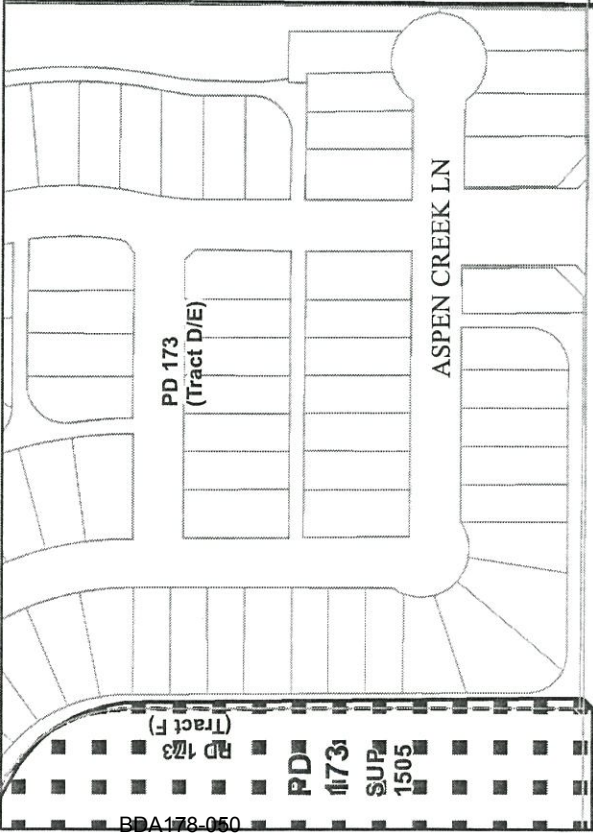 ASPEN CREEK LN
PD 173
(Tract D/E)
PD 173
(Tract F)
PD
173
SUP
1505
BDA178-050